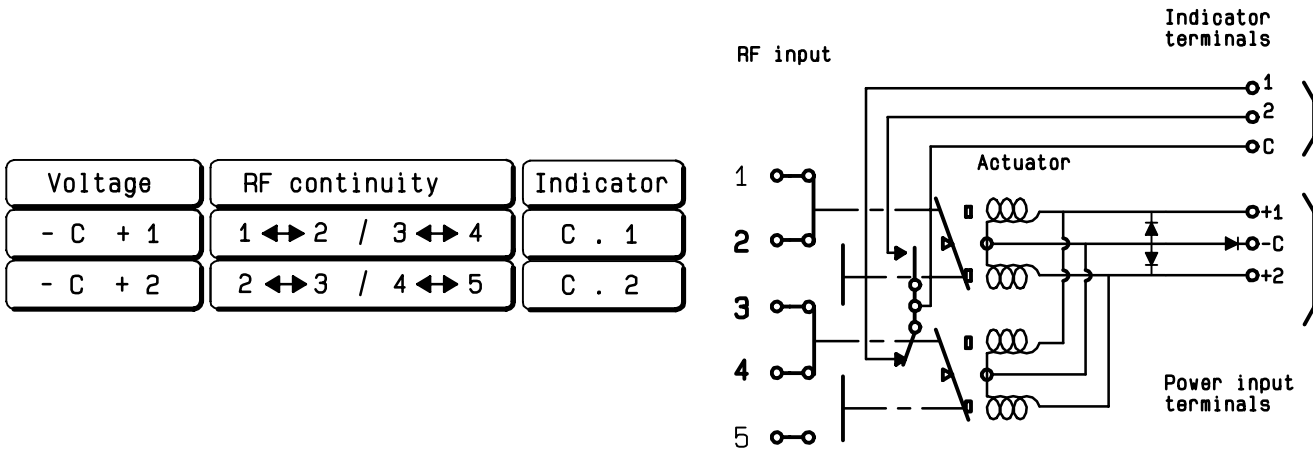 Voltage RF continuity Indicator
- C + 1 1 ↔ 2 / 3 ↔ 4 C . 1
- C + 2 2 ↔ 3 / 4 ↔ 5 C . 2
Indicator
terminals
RF input
1
2
C
Actuator
1
2
3
4
5
+1
-C
+2
Power input
terminals